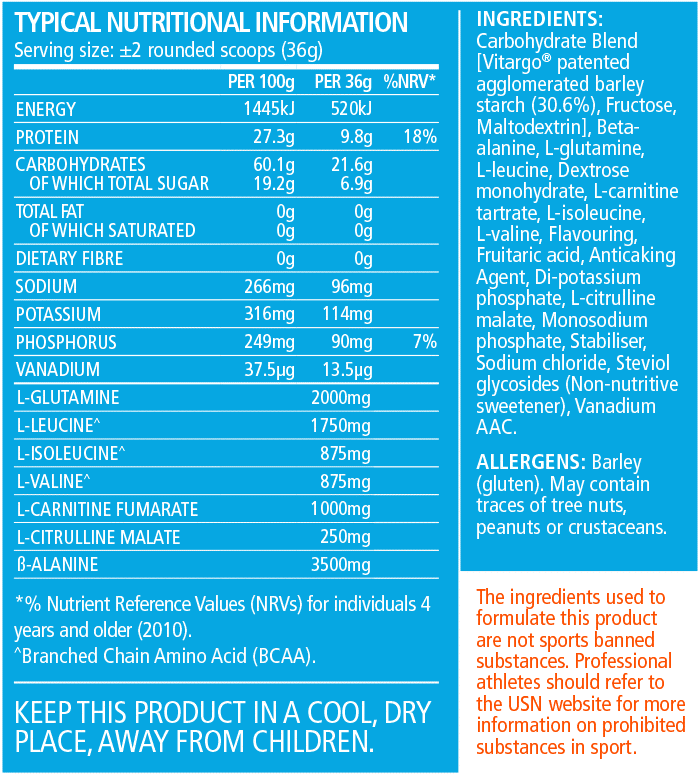 TYPICAL NUTRITIONAL INFORMATION
Serving size: ±2 rounded scoops (36g)
PER 100g PER 36g %NRV*
ENERGY 1445kJ 520kJ
PROTEIN 27.3g 9.8g 18%
CARBOHYDRATES 60.1g 21.6g
OF WHICH TOTAL SUGAR 19.2g 6.9g
TOTAL FAT 0g 0g
OF WHICH SATURATED 0g 0g
DIETARY FIBRE 0g 0g
SODIUM 266mg 96mg
POTASSIUM 316mg 114mg
PHOSPHORUS 249mg 90mg 7%
VANADIUM 37.5µg 13.5µg
L-GLUTAMINE 2000mg
L-LEUCINE^ 1750mg
L-ISOLEUCINE^ 875mg
L-VALINE^ 875mg
L-CARNITINE FUMARATE 1000mg
L-CITRULLINE MALATE 250mg
ß-ALANINE 3500mg
*% Nutrient Reference Values (NRVs) for individuals 4
years and older (2010).
^Branched Chain Amino Acid (BCAA).
KEEP THIS PRODUCT IN A COOL, DRY
PLACE, AWAY FROM CHILDREN.
INGREDIENTS:
Carbohydrate Blend
[Vitargo® patented
agglomerated barley
starch (30.6%), Fructose,
Maltodextrin], Beta-
alanine, L-glutamine,
L-leucine, Dextrose
monohydrate, L-carnitine
tartrate, L-isoleucine,
L-valine, Flavouring,
Fruitaric acid, Anticaking
Agent, Di-potassium
phosphate, L-citrulline
malate, Monosodium
phosphate, Stabiliser,
Sodium chloride, Steviol
glycosides (Non-nutritive
sweetener), Vanadium
AAC.
ALLERGENS: Barley
(gluten). May contain
traces of tree nuts,
peanuts or crustaceans.
The ingredients used to
formulate this product
are not sports banned
substances. Professional
athletes should refer to
the USN website for more
information on prohibited
substances in sport.